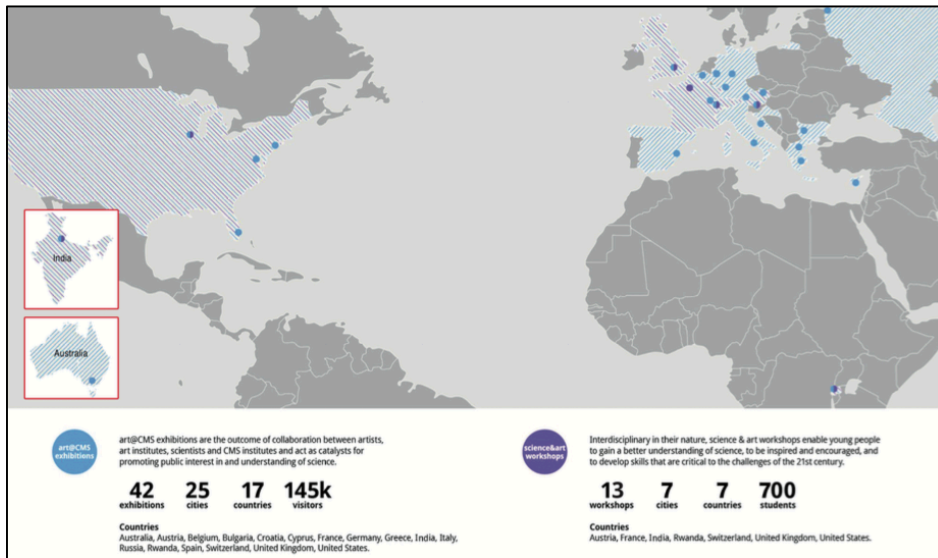 India
Australia
art@CMS
exhibitions
art@CMS exhibitions are the outcome of collaboration between artists,
art institutes, scientists and CMS institutes and act as catalysts for
promoting public interest in and understanding of science.
42
exhibitions
25
cities
17
countries
145k
visitors
Countries
Australia, Austria, Belgium, Bulgaria, Croatia, Cyprus, France, Germany, Greece, India, Italy,
Russia, Rwanda, Spain, Switzerland, United Kingdom, United States.
science&art
workshops
Interdisciplinary in their nature, science & art workshops enable young people
to gain a better understanding of science, to be inspired and encouraged, and
to develop skills that are critical to the challenges of the 21st century.
13
workshops
7
cities
7
countries
700
students
Countries
Austria, France, India, Rwanda, Switzerland, United Kingdom, United States.